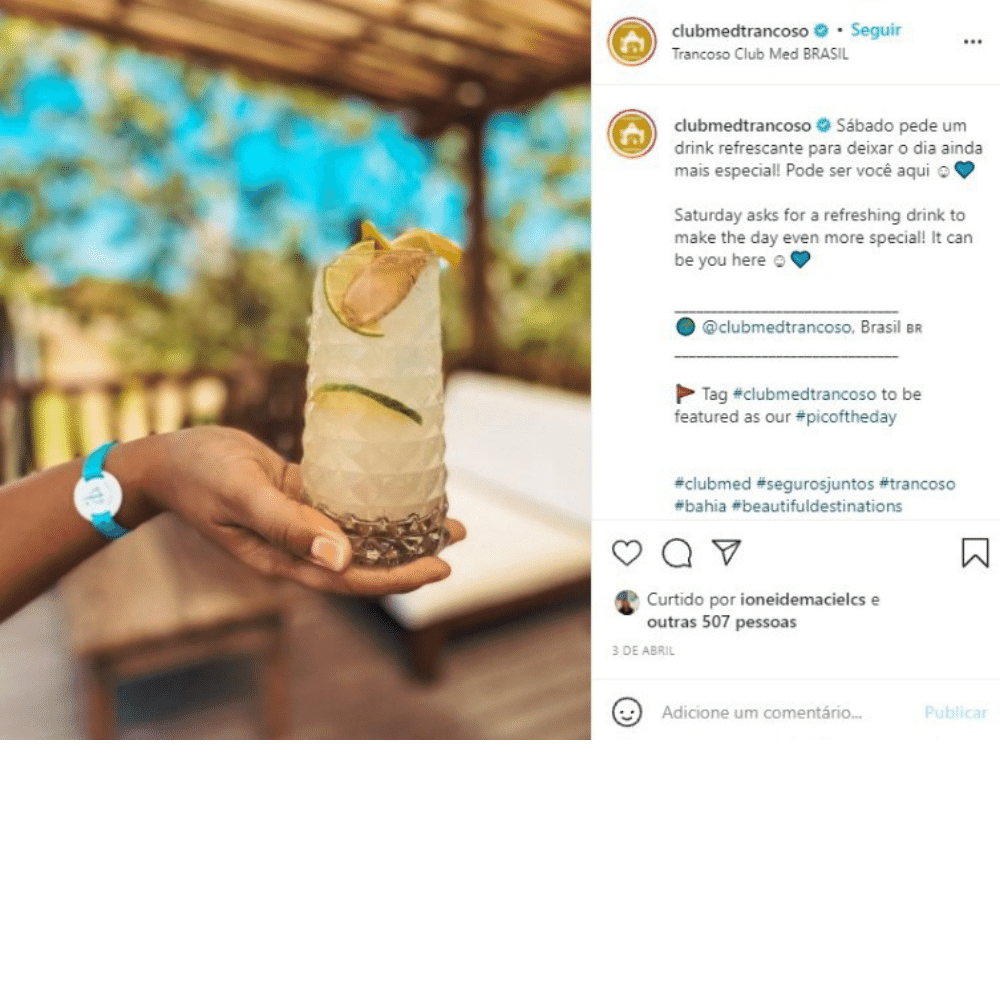 clubmedtrancoso • Seguir
Trancoso Club Med BRASIL
clubmedtrancoso Sábado pede um
drink refrescante para deixar o dia ainda
mais especial! Pode ser você aqui ☺💙
Saturday asks for a refreshing drink to
make the day even more special! It can
be you here ☺💙
______________________________
🌍 @clubmedtrancoso, Brasil BR
______________________________
🚩 Tag #clubmedtrancoso to be
featured as our #picoftheday
#clubmed #segurosjuntos #trancoso
#bahia #beautifuldestinations
Curtido por ioneidemacielcs e
outras 507 pessoas
3 DE ABRIL
Adicione um comentário... Publicar